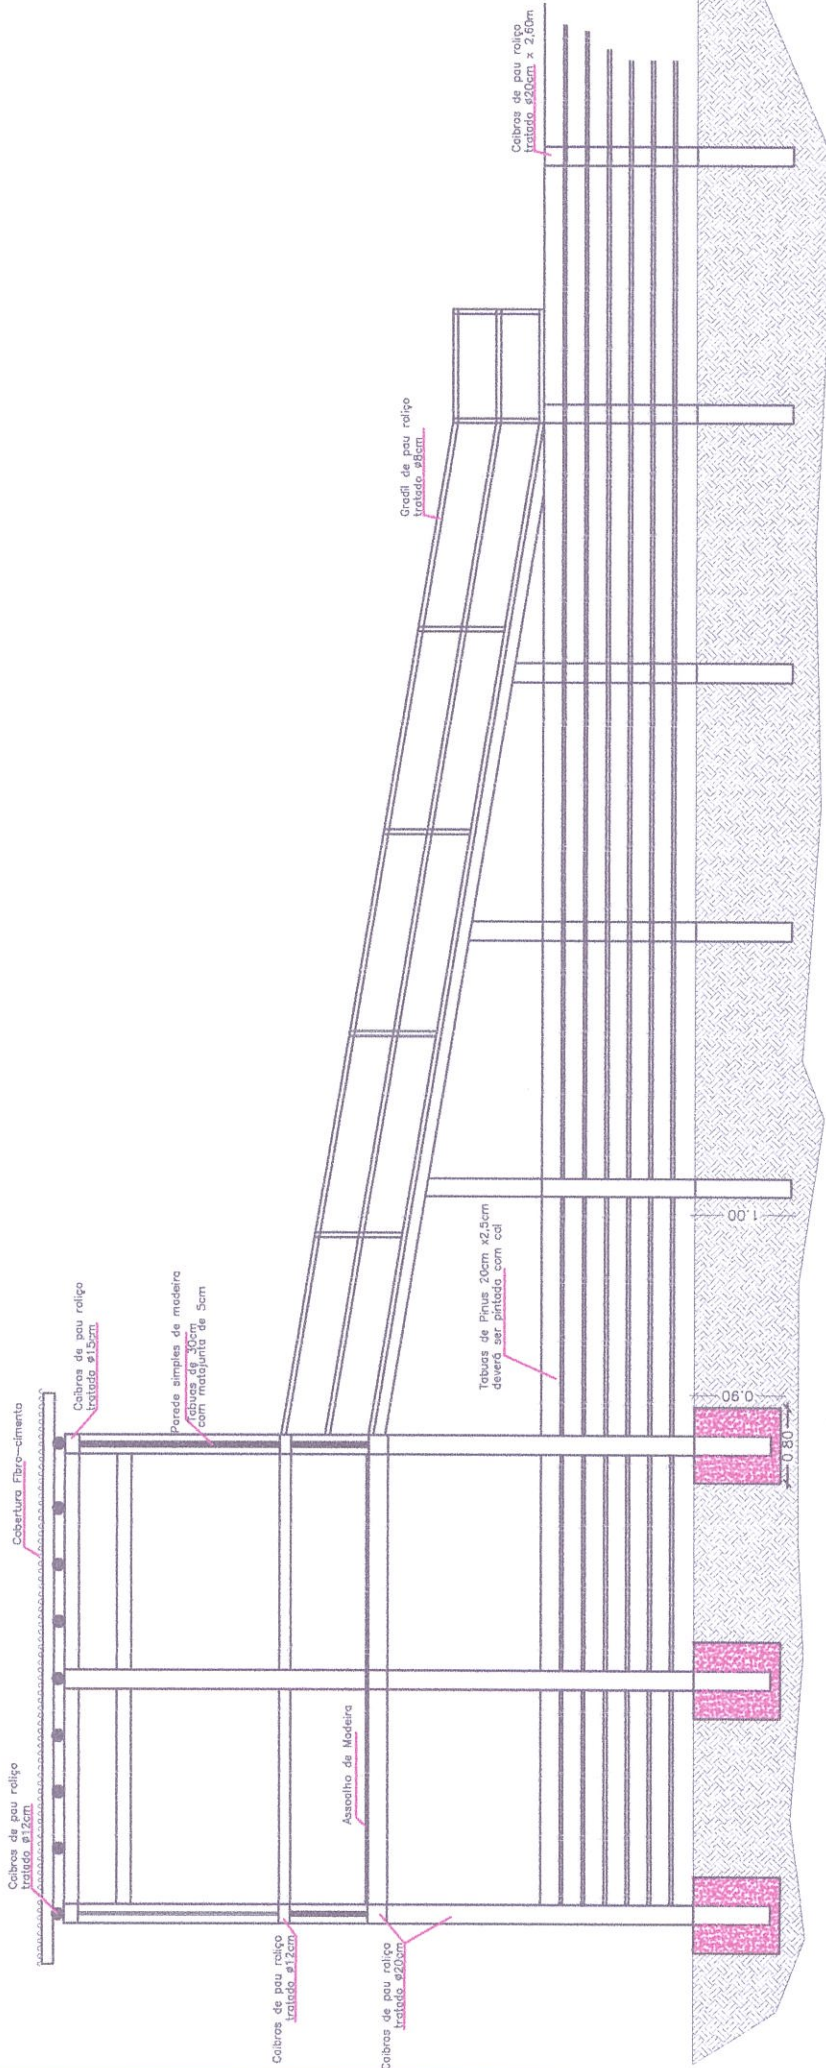 Cobertura Fibro-cimento
Caibros de pau roliço
tratado ø12cm
Caibros de pau roliço
tratado ø15cm
Parede simples de madeira
Tabuas de 30cm
com matajunta de 5cm
Caibros de pau roliço
tratado ø12cm
Assoalho de Madeira
Caibros de pau roliço
tratado ø20cm
Gradil de pau roliço
tratado ø8cm
Caibros de pau roliço
tratado ø20cm x 2,60m
Tabuas de Pinus 20cm x2,5cm
deverá ser pintada com cal
0.90
0.80
1.00